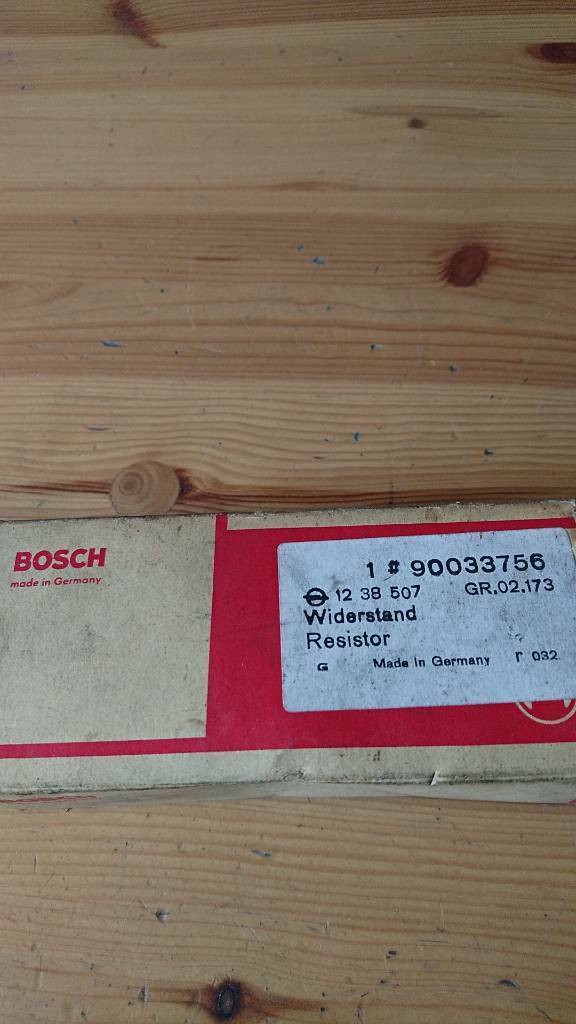 BOSCH
made in Germany
1 # 90033756
12 38 507 GR.02.173
Widerstand
Resistor
G Made in Germany r 032